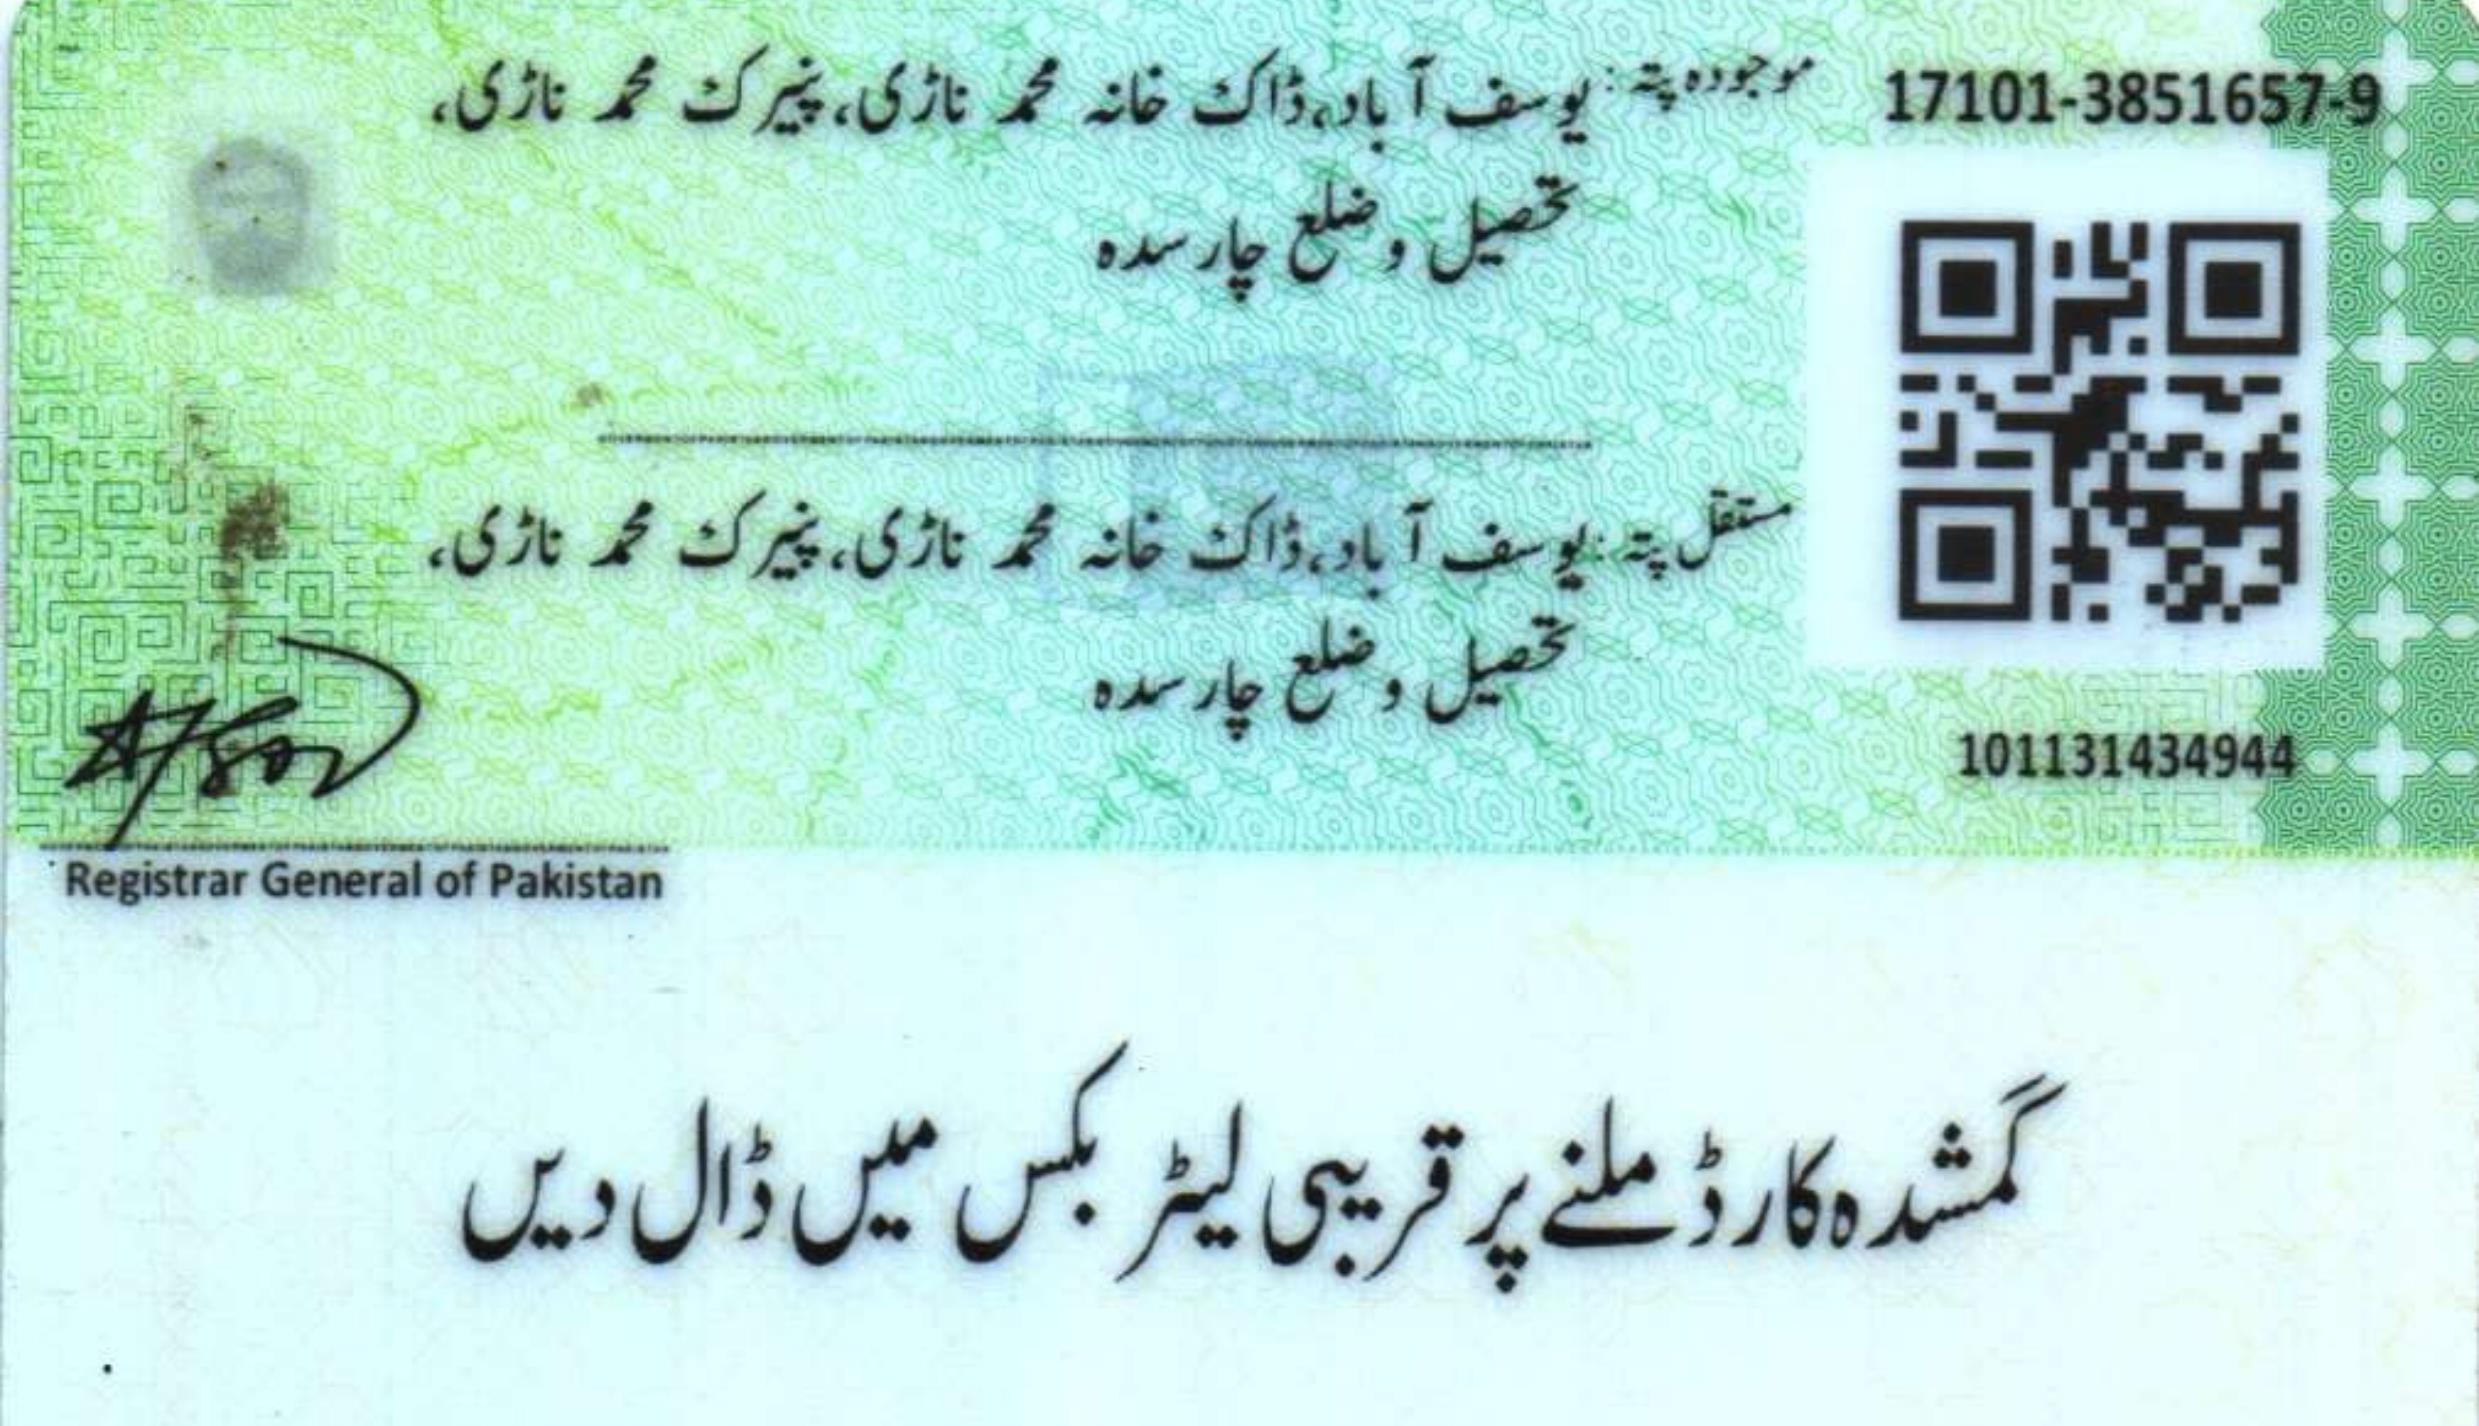 17101-3851657-9
موجودہ پتہ: یوسف آباد، ڈاک خانہ محمد ناڑی، پنیرک محمد ناڑی،
تحصیل و ضلع چارسدہ
مستقل پتہ: یوسف آباد، ڈاک خانہ محمد ناڑی، پنیرک محمد ناڑی،
تحصیل و ضلع چارسدہ
101131434944
Registrar General of Pakistan
گمشدہ کارڈ ملنے پر قریبی لیٹر بکس میں ڈال دیں